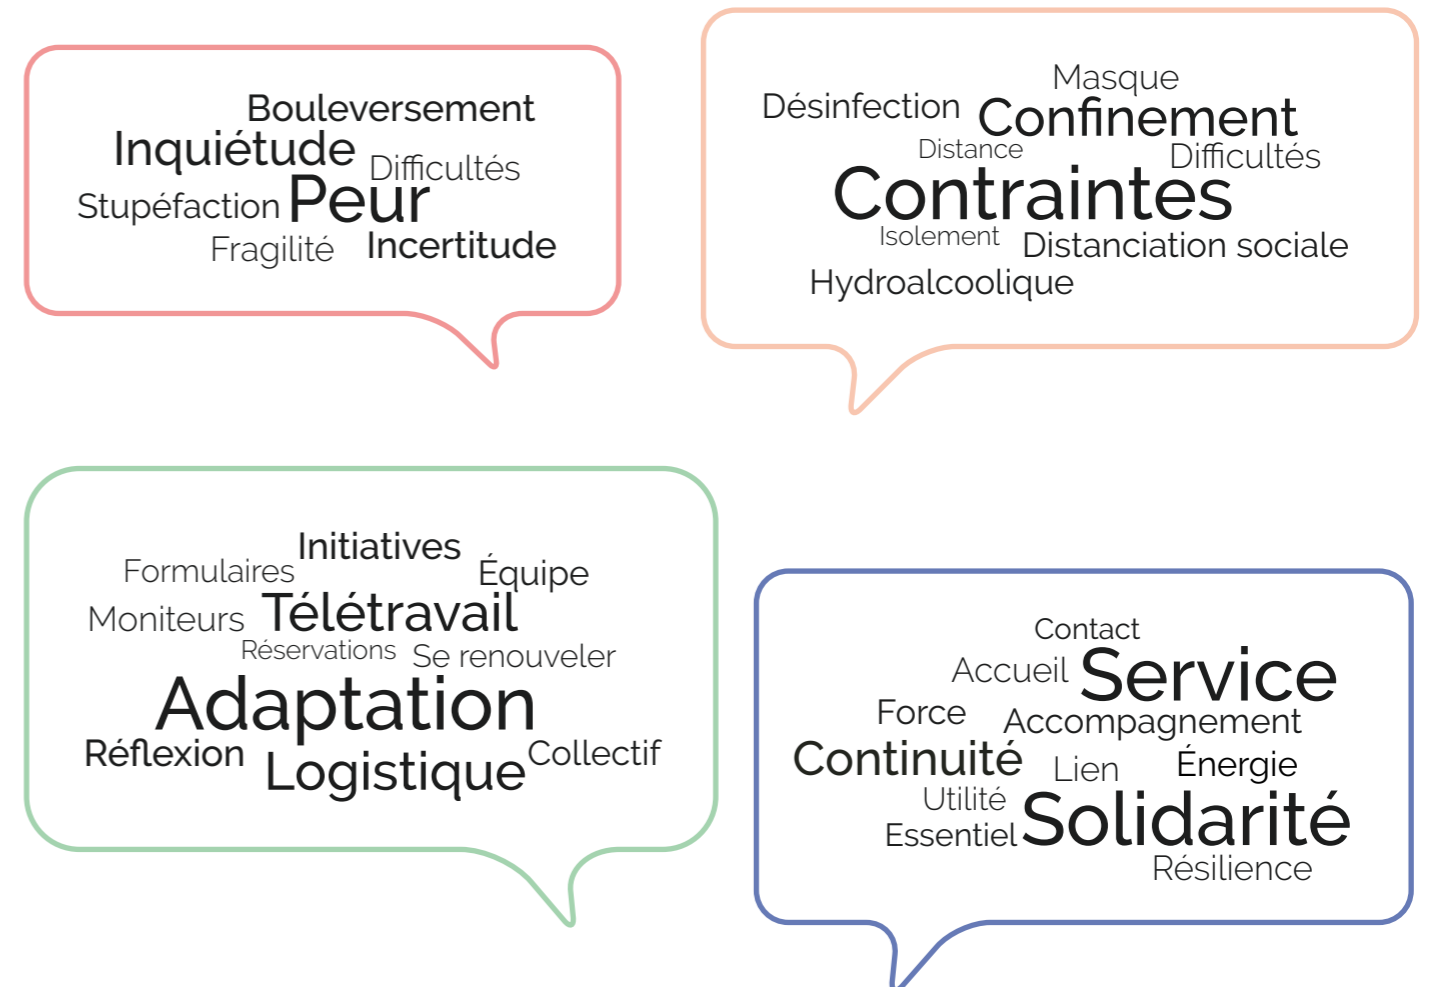 Bouleversement
Inquiétude
Difficultés
Stupéfaction Peur
Fragilité Incertitude
Masque
Désinfection Confinement
Distance Difficultés
Contraintes
Isolement Distanciation sociale
Hydroalcoolique
Initiatives
Formulaires Équipe
Moniteurs Télétravail
Réservations Se renouveler
Adaptation
Réflexion Logistique Collectif
Contact
Accueil Service
Force Accompagnement
Continuité Lien Énergie
Utilité
Essentiel Solidarité
Résilience